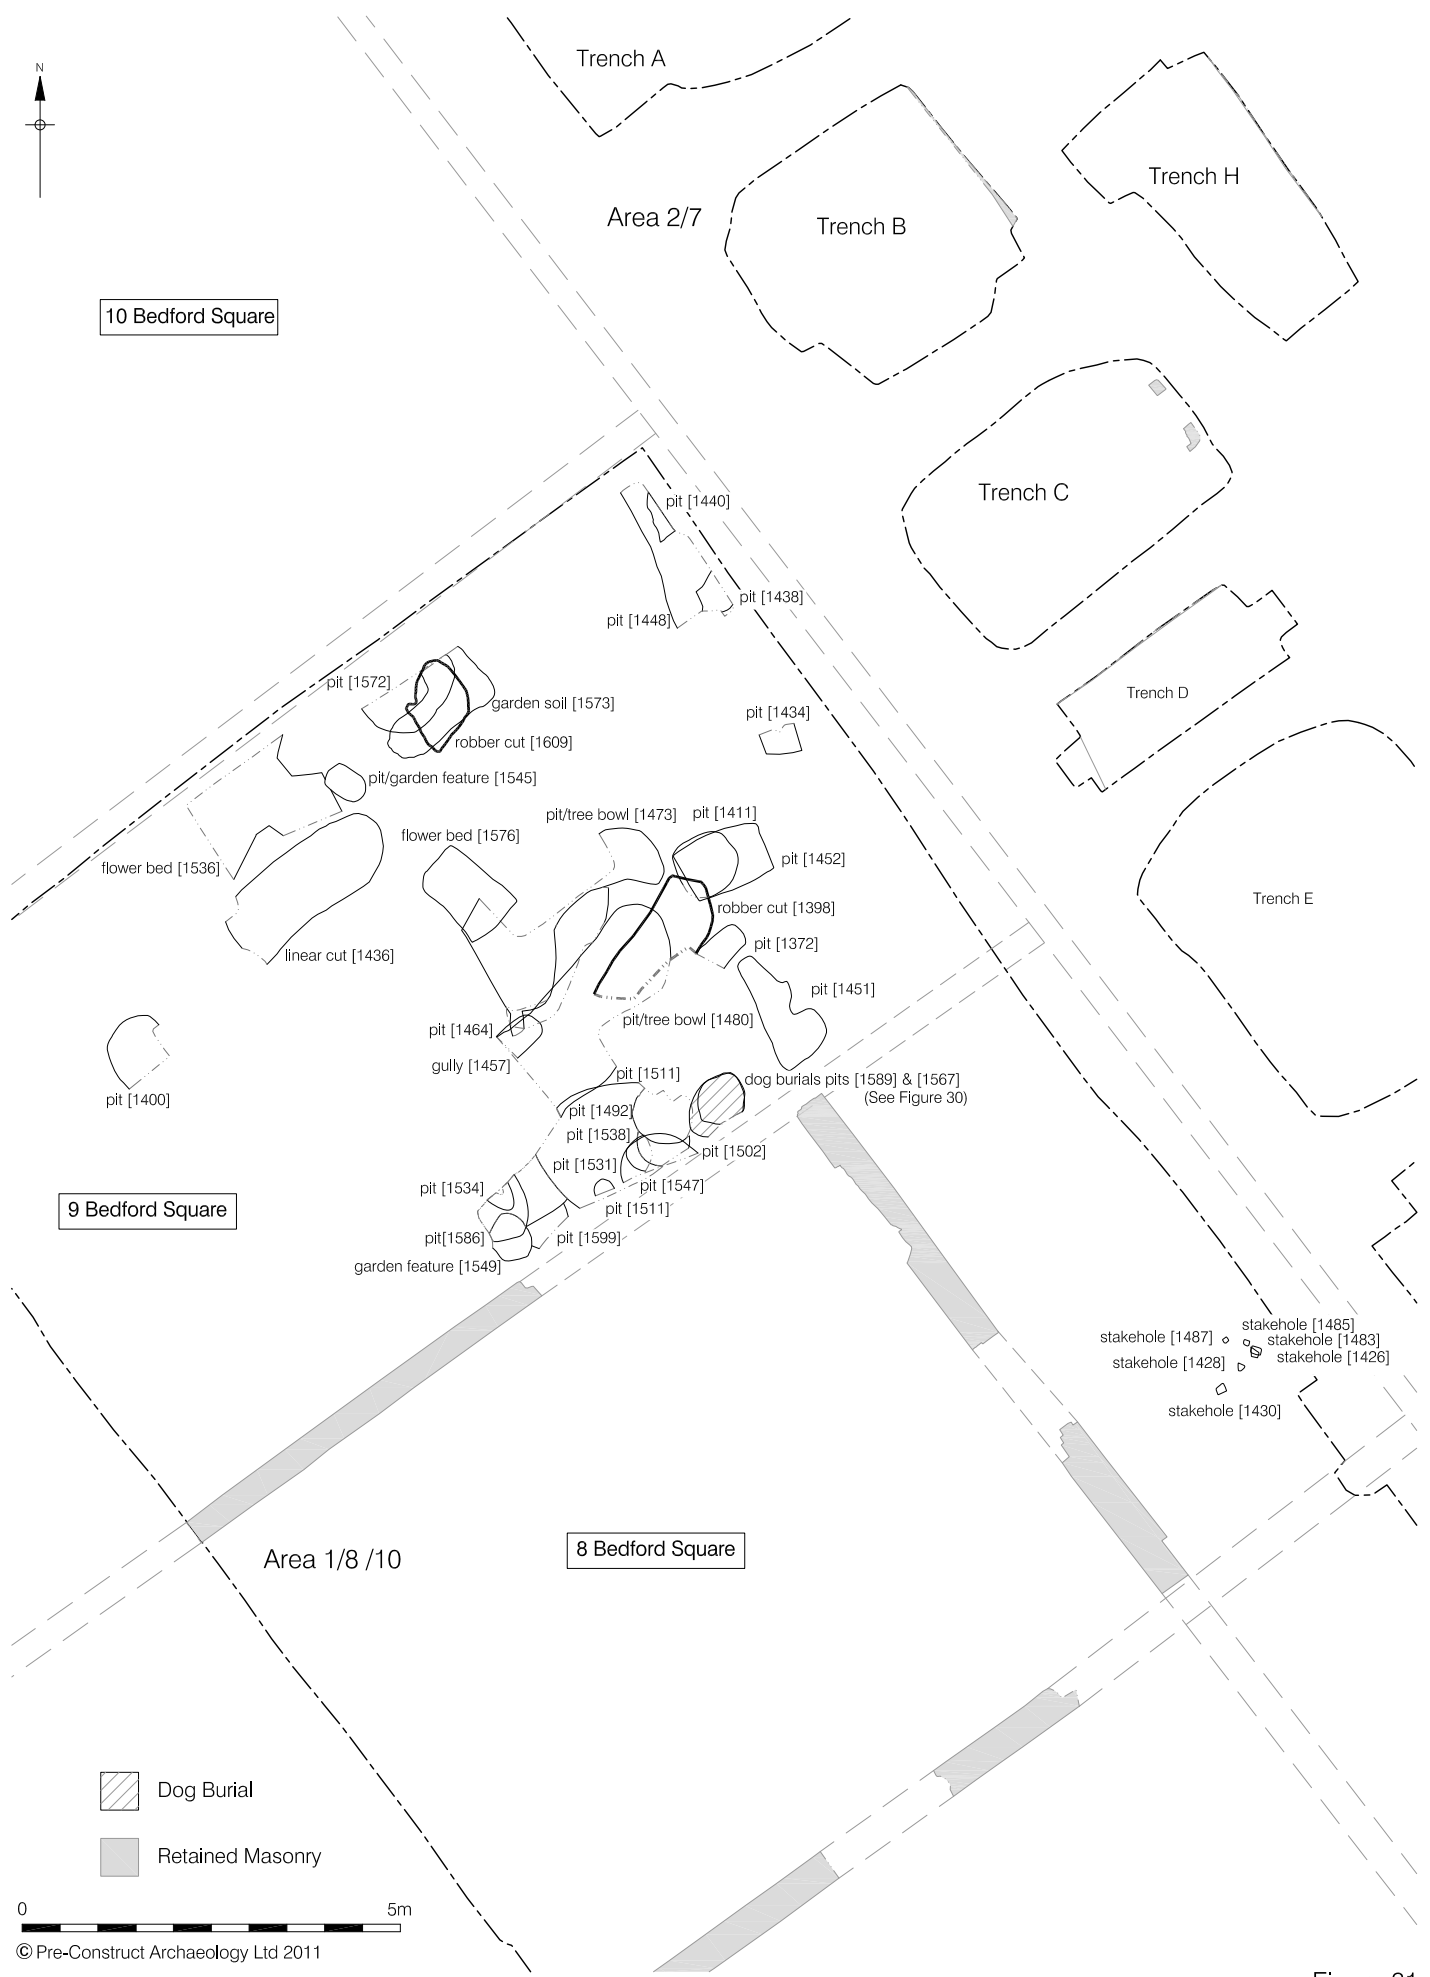 Trench A
N
Trench H
Area 2/7
Trench B
10 Bedford Square
Trench C
pit [1440]
pit [1438]
pit [1448]
pit [1572]
garden soil [1573]
Trench D
pit [1434]
robber cut [1609]
pit/garden feature [1545]
pit/tree bowl [1473]
pit [1411]
flower bed [1576]
pit [1452]
flower bed [1536]
Trench E
robber cut [1398]
pit [1372]
linear cut [1436]
pit [1451]
pit/tree bowl [1480]
pit [1464]
gully [1457]
pit [1511]
dog burials pits [1589] & [1567]
(See Figure 30)
pit [1400]
pit [1492]
pit [1538]
pit [1502]
pit [1531]
pit [1547]
pit [1534]
9 Bedford Square
pit [1511]
pit[1586]
pit [1599]
garden feature [1549]
stakehole [1485]
stakehole [1487]
stakehole [1483]
stakehole [1426]
stakehole [1428]
stakehole [1430]
8 Bedford Square
Area 1/8 /10
Dog Burial
Retained Masonry
0 5m
© Pre-Construct Archaeology Ltd 2011